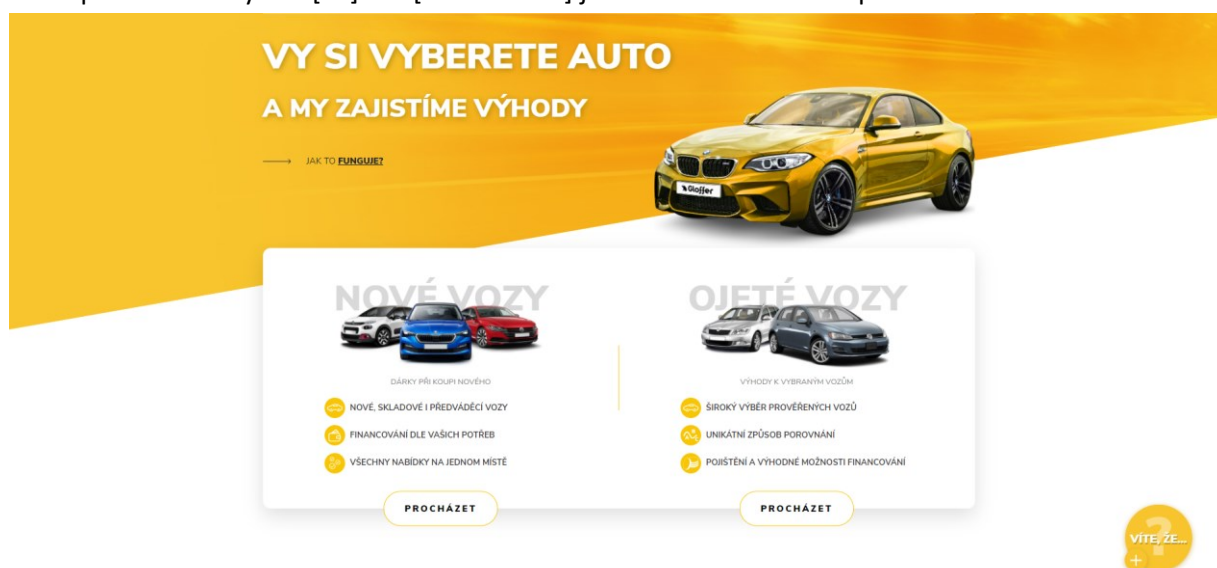 VY SI VYBERETE AUTO
A MY ZAJISTÍME VÝHODY
JAK TO FUNGUJE?
Gloffer
NOVÉ VOZY
DÁRKY PŘI KOUPI NOVÉHO
NOVÉ, SKLADOVÉ I PŘEDVÁDĚCÍ VOZY
FINANCOVÁNÍ DLE VAŠICH POTŘEB
VŠECHNY NABÍDKY NA JEDNOM MÍSTĚ
PROCHÁZET
OJETÉ VOZY
VÝHODY K VYBRANÝM VOZŮM
ŠIROKÝ VÝBĚR PROVĚŘENÝCH VOZŮ
UNIKÁTNÍ ZPŮSOB POROVNÁNÍ
POJIŠTĚNÍ A VÝHODNÉ MOŽNOSTI FINANCOVÁNÍ
PROCHÁZET
?
VÍTE, ŽE...
+